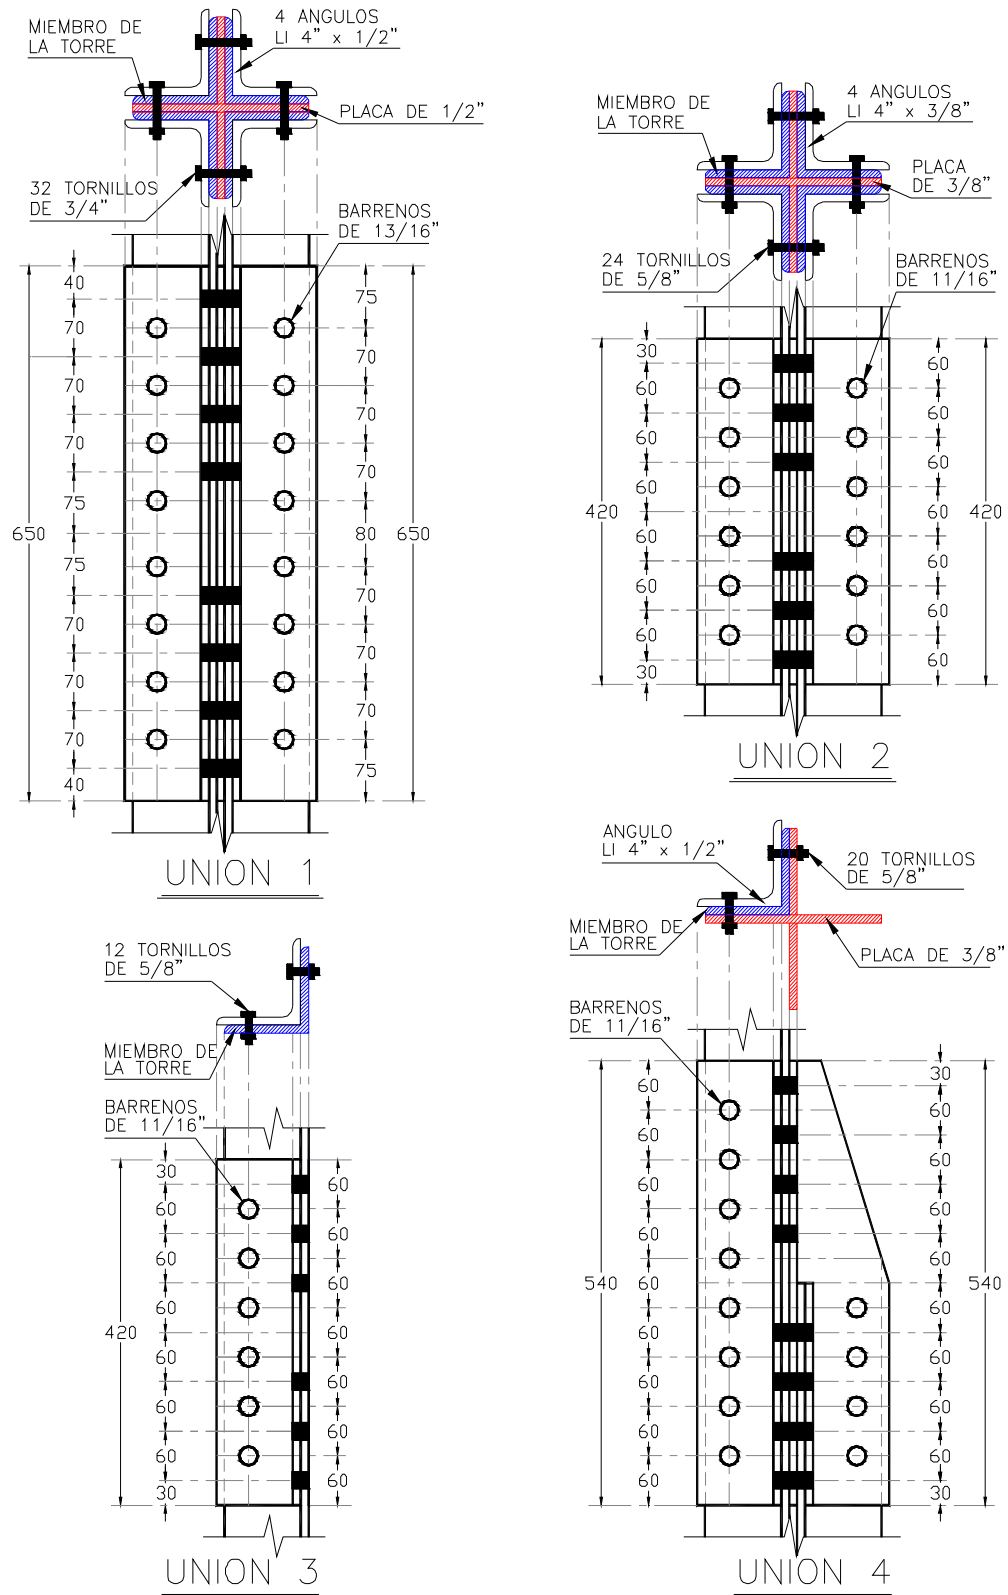 MIEMBRO DE
LA TORRE
4 ANGULOS
LI 4" x 1/2"
PLACA DE 1/2"
32 TORNILLOS
DE 3/4"
BARRENOS
DE 13/16"
40
70
70
70
75
75
70
70
70
40
650
75
70
70
70
80
70
70
70
75
650
UNION 1
MIEMBRO DE
LA TORRE
4 ANGULOS
LI 4" x 3/8"
PLACA
DE 3/8"
24 TORNILLOS
DE 5/8"
BARRENOS
DE 11/16"
30
60
60
60
60
60
60
30
420
60
60
60
60
60
60
60
420
UNION 2
12 TORNILLOS
DE 5/8"
MIEMBRO DE
LA TORRE
BARRENOS
DE 11/16"
30
60
60
60
60
60
60
30
420
60
60
60
60
60
60
60
UNION 3
ANGULO
LI 4" x 1/2"
20 TORNILLOS
DE 5/8"
MIEMBRO DE
LA TORRE
PLACA DE 3/8"
BARRENOS
DE 11/16"
60
60
60
60
60
60
60
60
60
540
30
60
60
60
60
60
60
60
60
30
540
UNION 4